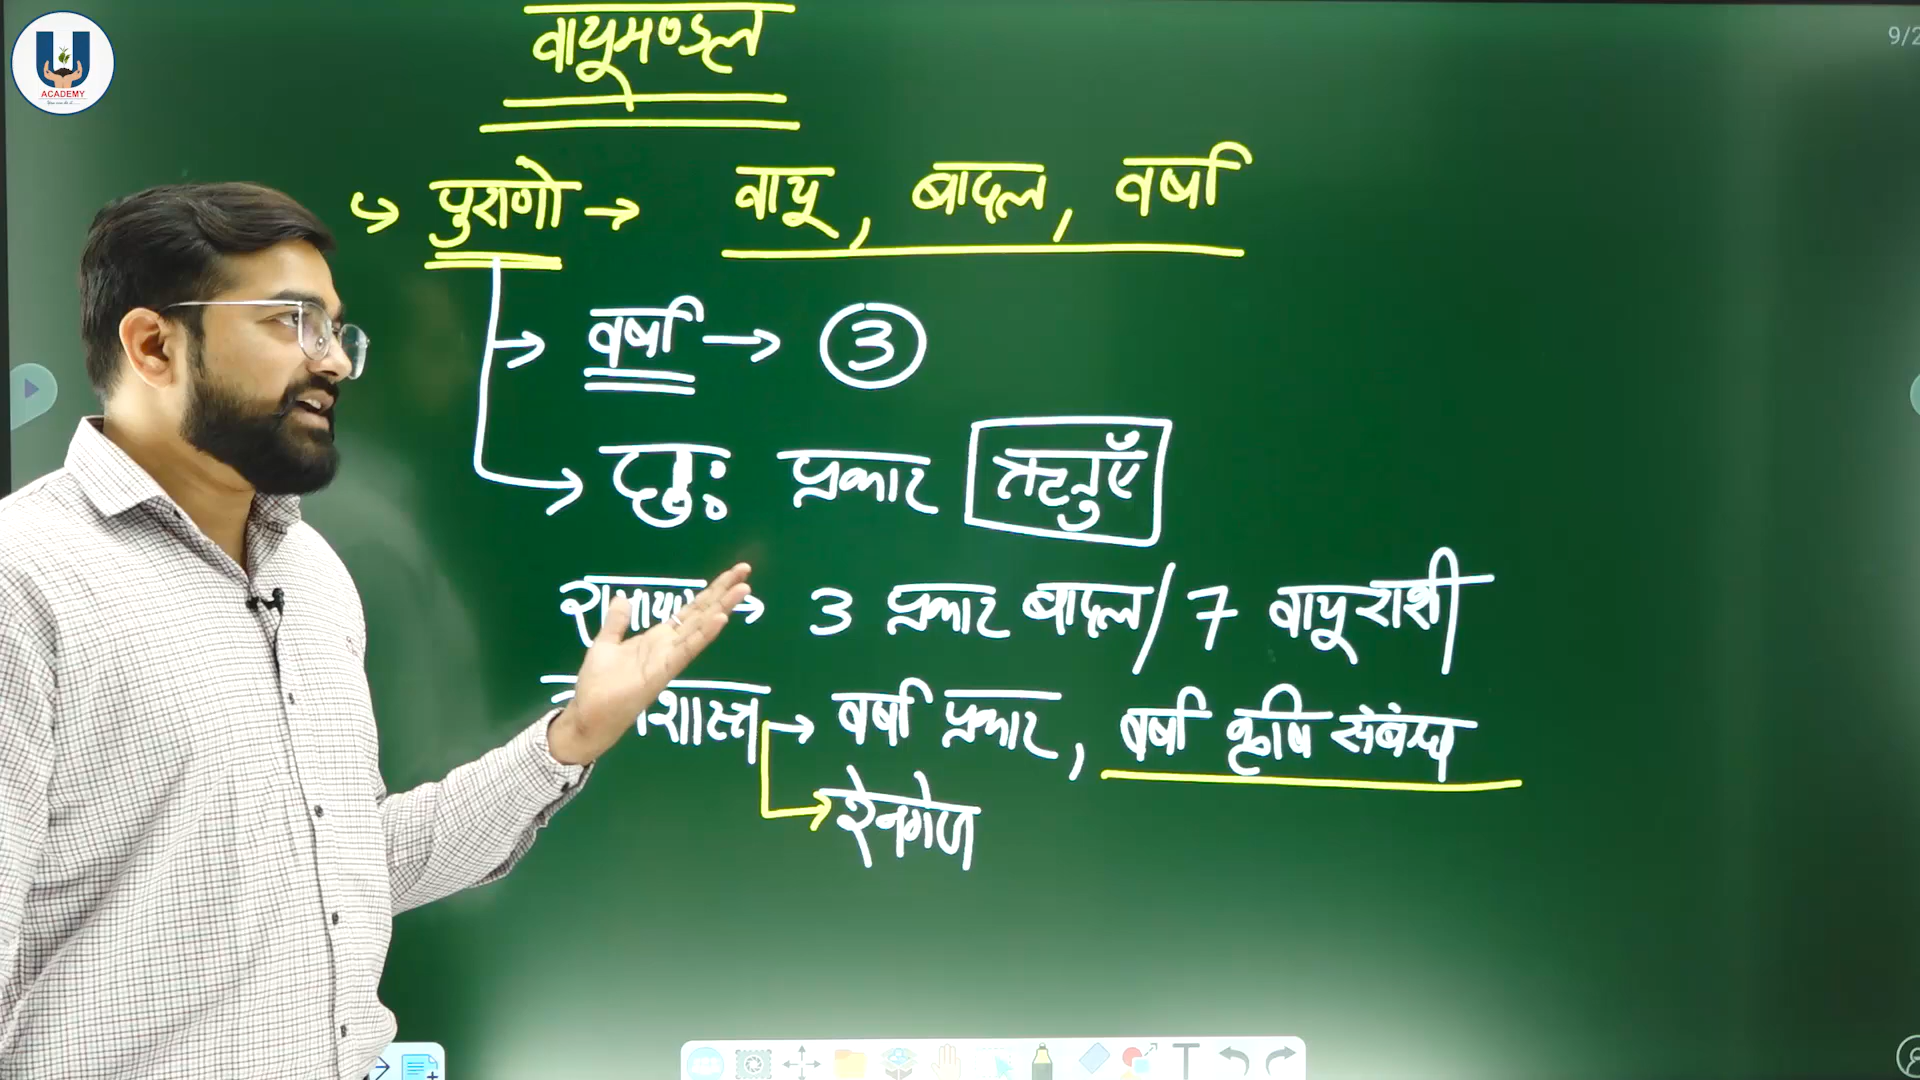 U
ACADEMY
9/2
वायुमण्डल
पुराणो → वायु, बादल, वर्षा
वर्षा → 3
छः प्रकार ऋतुएँ
→ 3 प्रकार बादल / 7 वायुराशी
→ वर्षा प्रकार, वर्षा कृषि संबन्ध
→ रेनगेज
T